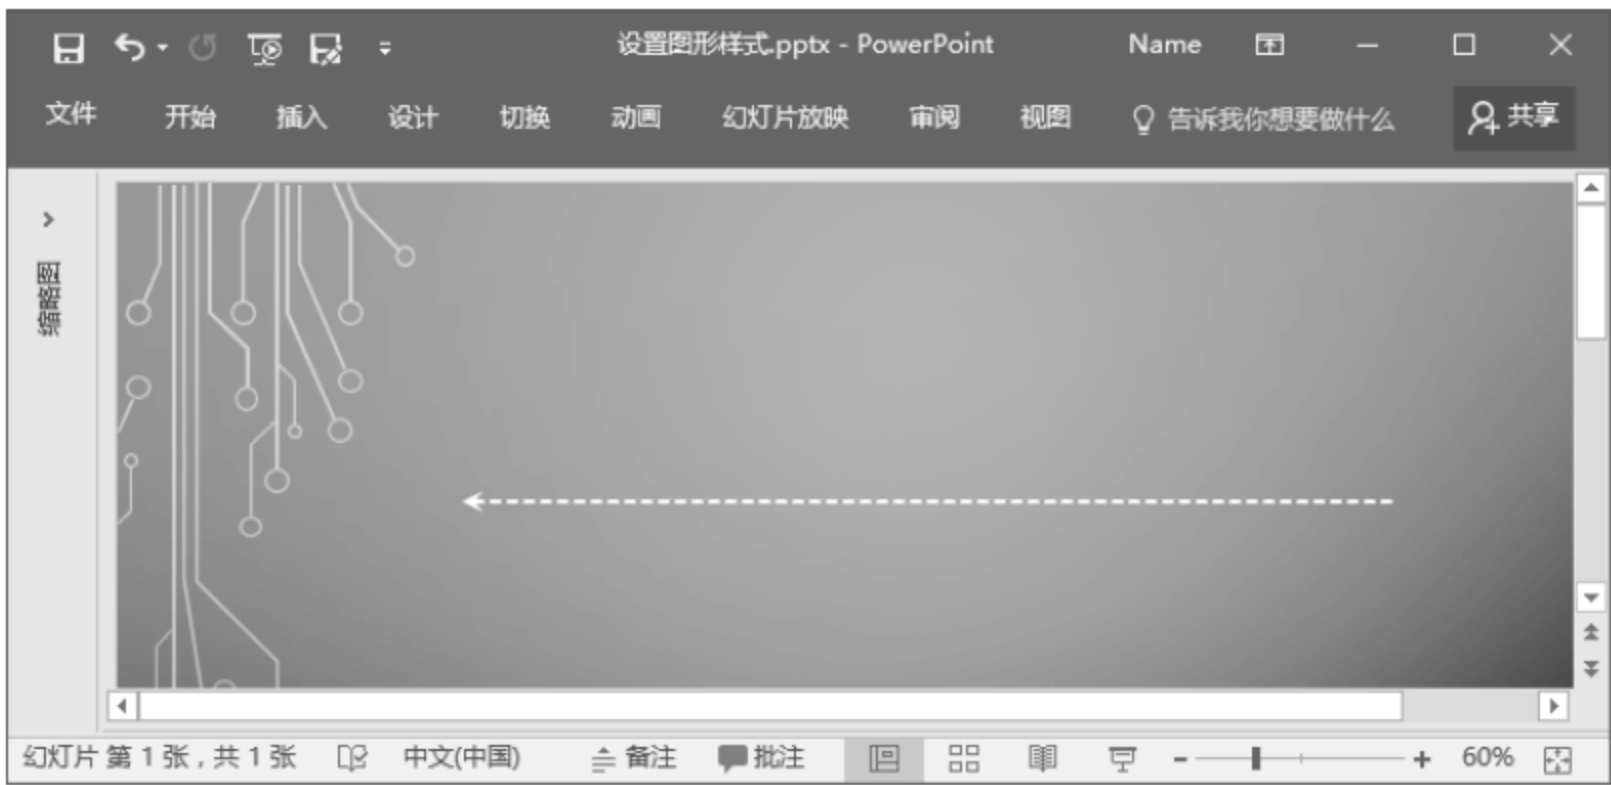 设置图形样式.pptx - PowerPoint Name
文件 开始 插入 设计 切换 动画 幻灯片放映 审阅 视图 告诉我你想要做什么 共享
缩略图
幻灯片 第 1 张，共 1 张 中文(中国) 备注 批注 60%